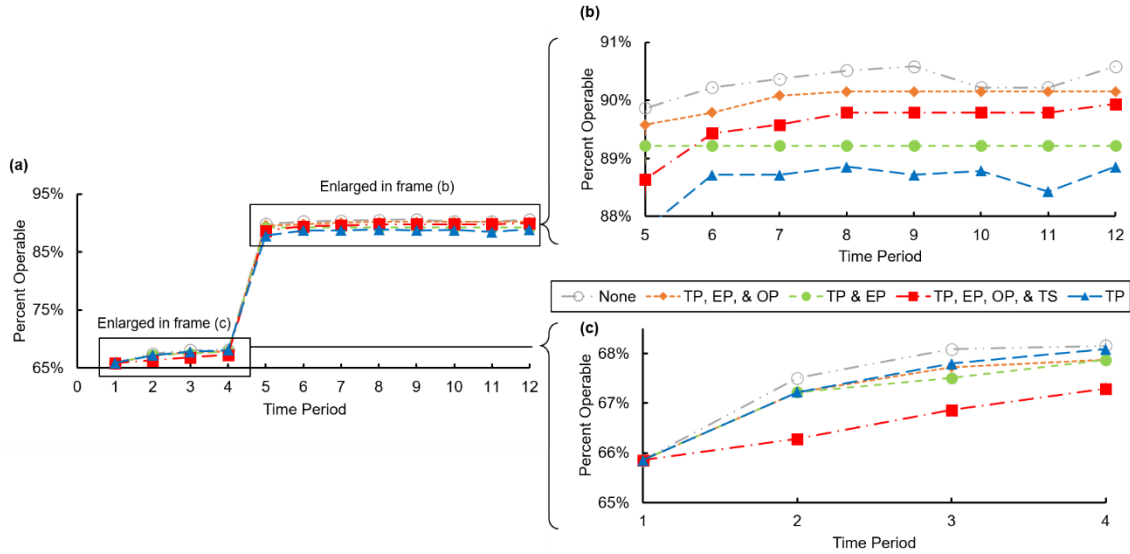 (a)
Percent Operable
95%
85%
75%
65%
Enlarged in frame (b)
Enlarged in frame (c)
0 1 2 3 4 5 6 7 8 9 10 11 12
Time Period
(b)
Percent Operable
91%
90%
89%
88%
5 6 7 8 9 10 11 12
Time Period
None TP, EP, & OP TP & EP TP, EP, OP, & TS TP
(c)
Percent Operable
68%
67%
66%
65%
1 2 3 4
Time Period